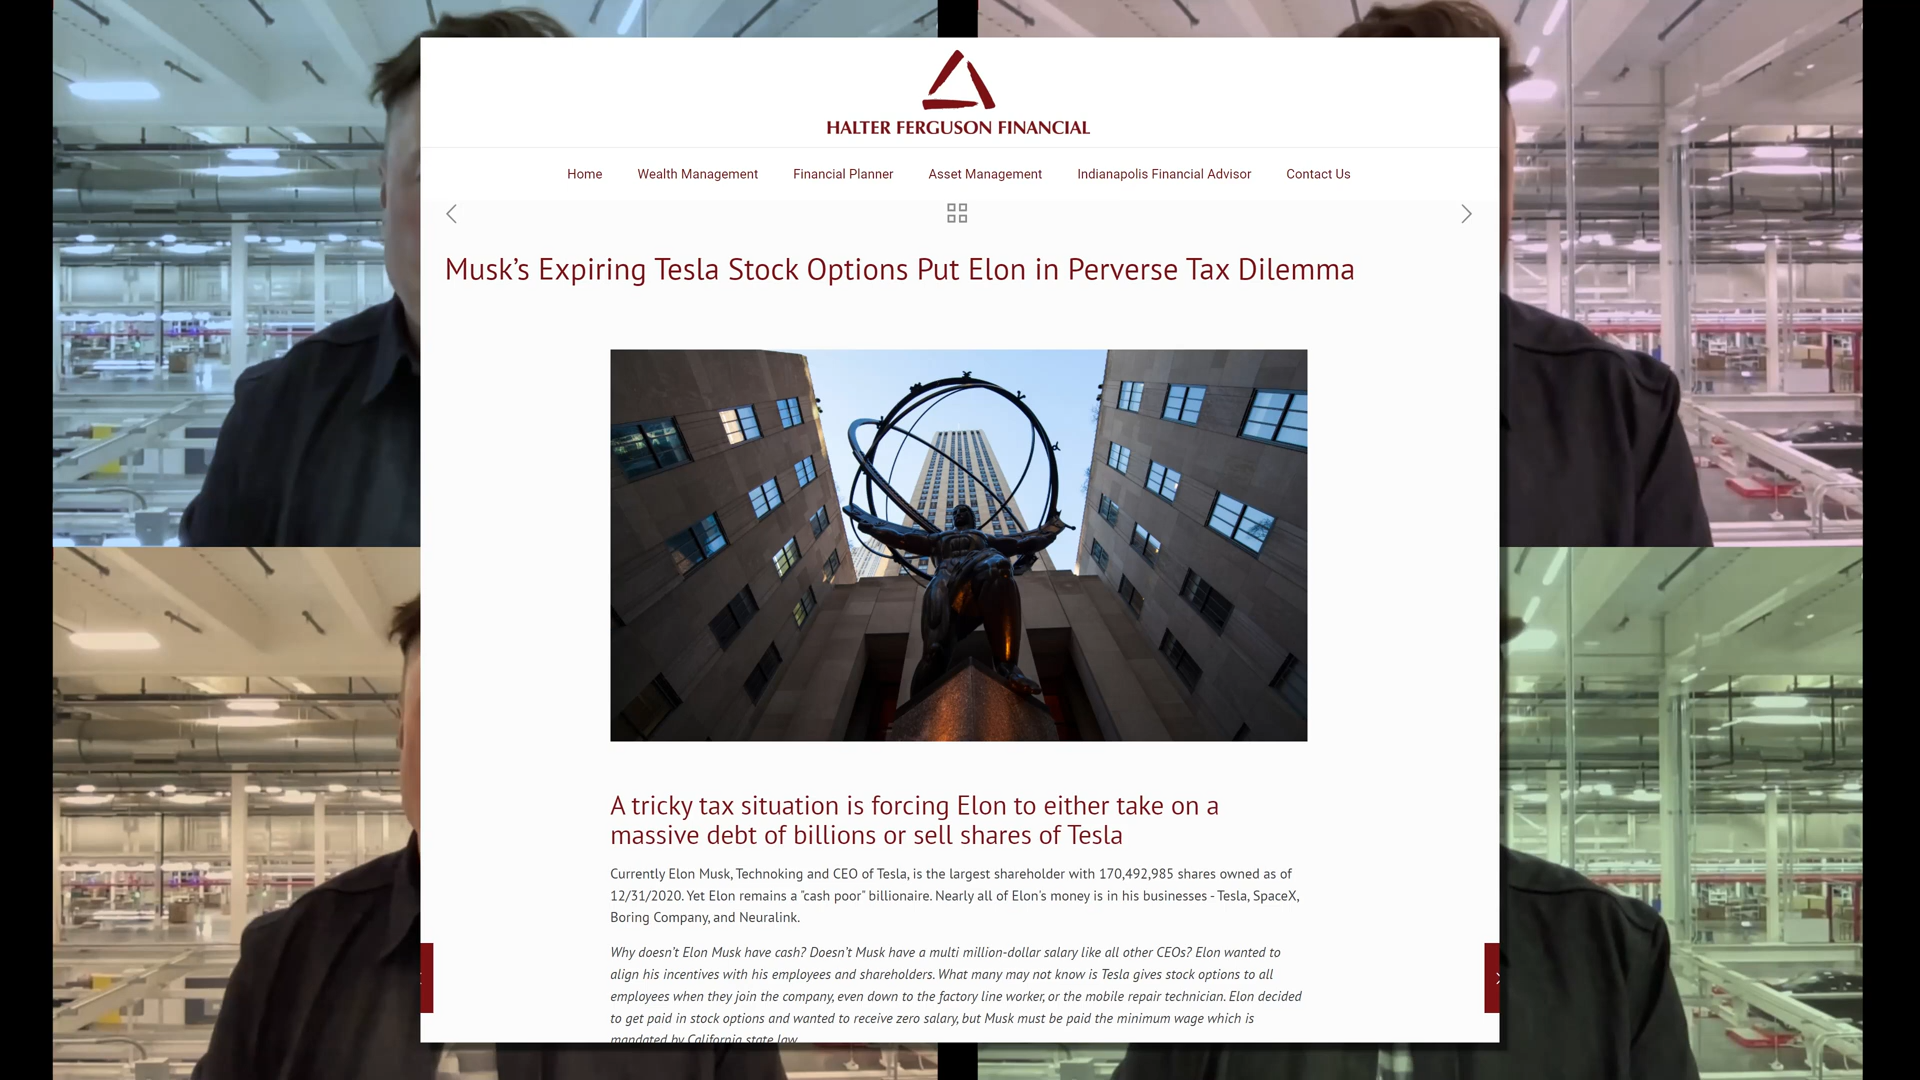 HALTER FERGUSON FINANCIAL
Home Wealth Management Financial Planner Asset Management Indianapolis Financial Advisor Contact Us
Musk’s Expiring Tesla Stock Options Put Elon in Perverse Tax Dilemma
A tricky tax situation is forcing Elon to either take on a
massive debt of billions or sell shares of Tesla
Currently Elon Musk, Technoking and CEO of Tesla, is the largest shareholder with 170,492,985 shares owned as of
12/31/2020. Yet Elon remains a "cash poor" billionaire. Nearly all of Elon's money is in his businesses - Tesla, SpaceX,
Boring Company, and Neuralink.
Why doesn’t Elon Musk have cash? Doesn’t Musk have a multi million-dollar salary like all other CEOs? Elon wanted to
align his incentives with his employees and shareholders. What many may not know is Tesla gives stock options to all
employees when they join the company, even down to the factory line worker, or the mobile repair technician. Elon decided
to get paid in stock options and wanted to receive zero salary, but Musk must be paid the minimum wage which is
mandated by California state law.